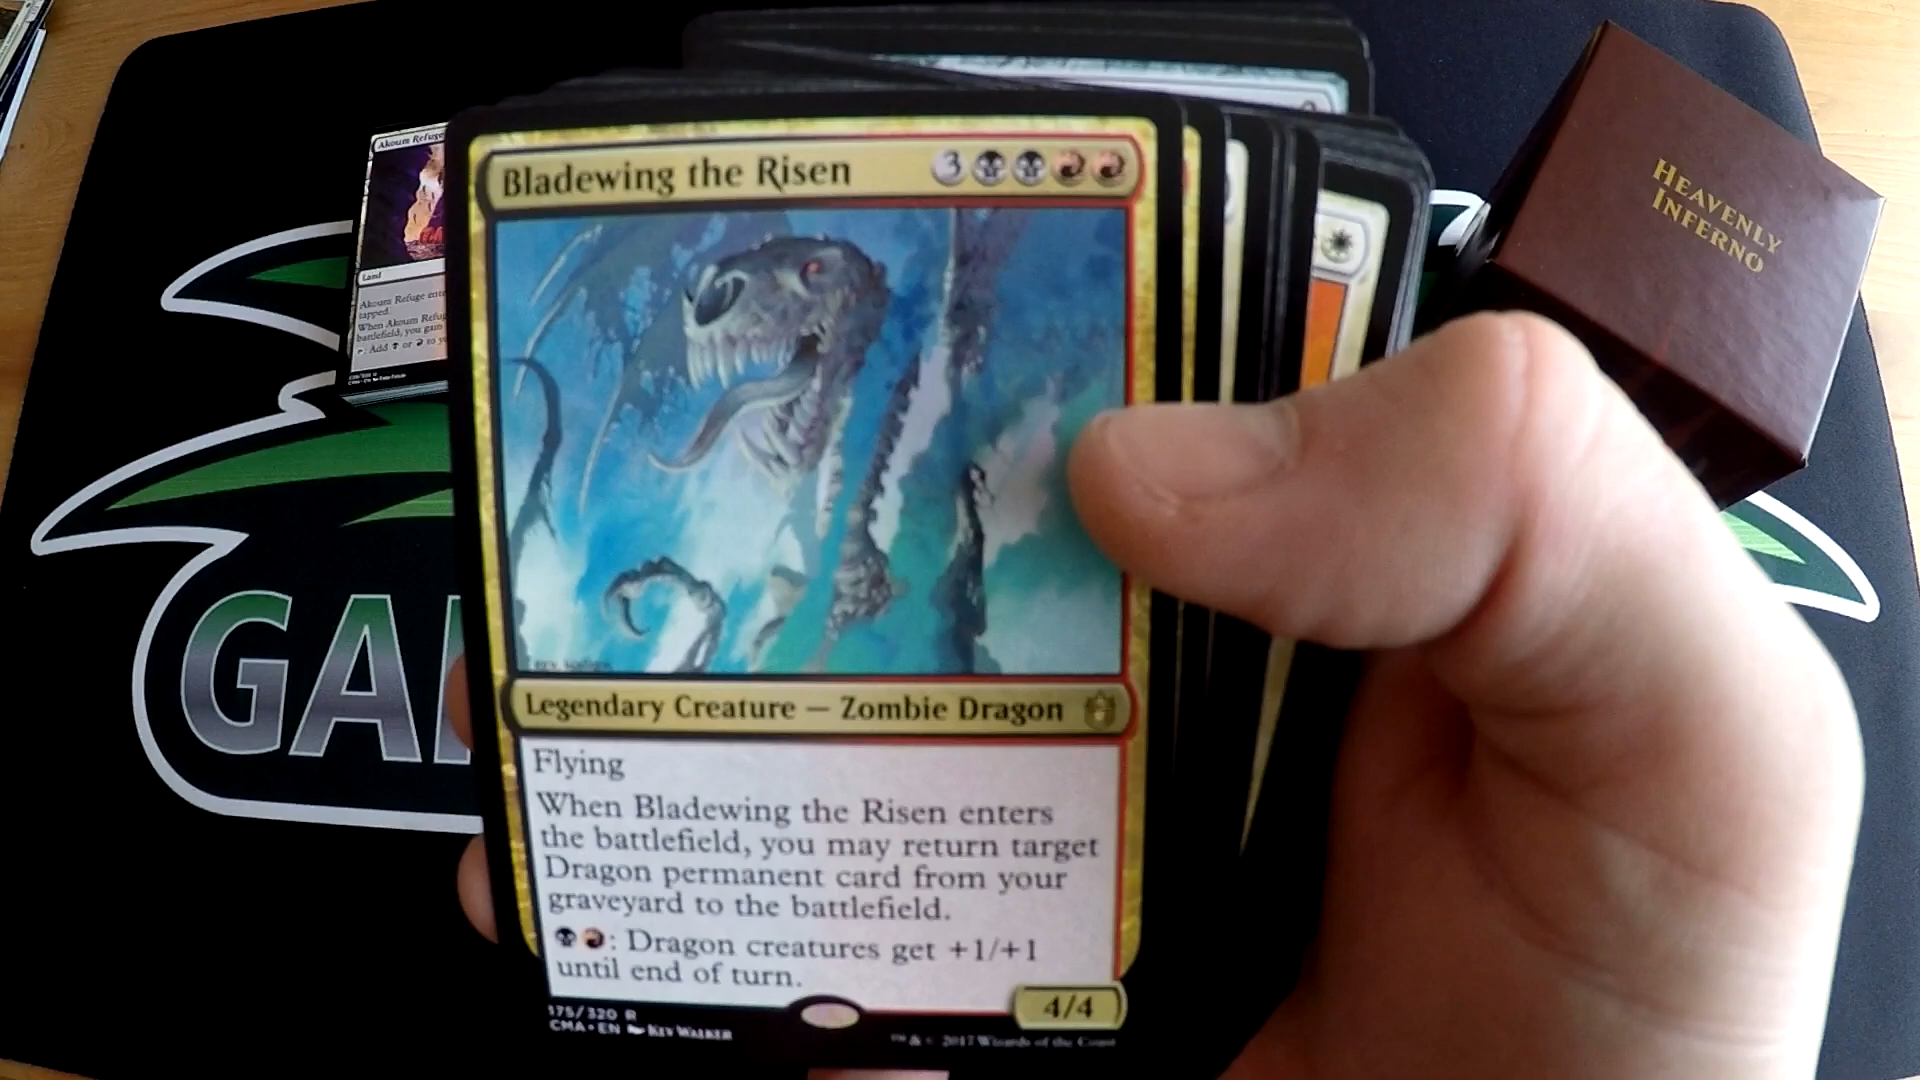 Bladewing the Risen 3
Legendary Creature — Zombie Dragon
Flying
When Bladewing the Risen enters
the battlefield, you may return target
Dragon permanent card from your
graveyard to the battlefield.
: Dragon creatures get +1/+1
until end of turn.
4/4
175/320 R
CMA • EN KEV WALKER
™ & © 2017 Wizards of the Coast
Akoum Refuge
Land
Akoum Refuge
tapped.
When Akoum
battlefield, you gain
: Add or to
HEAVENLY
INFERNO
GA